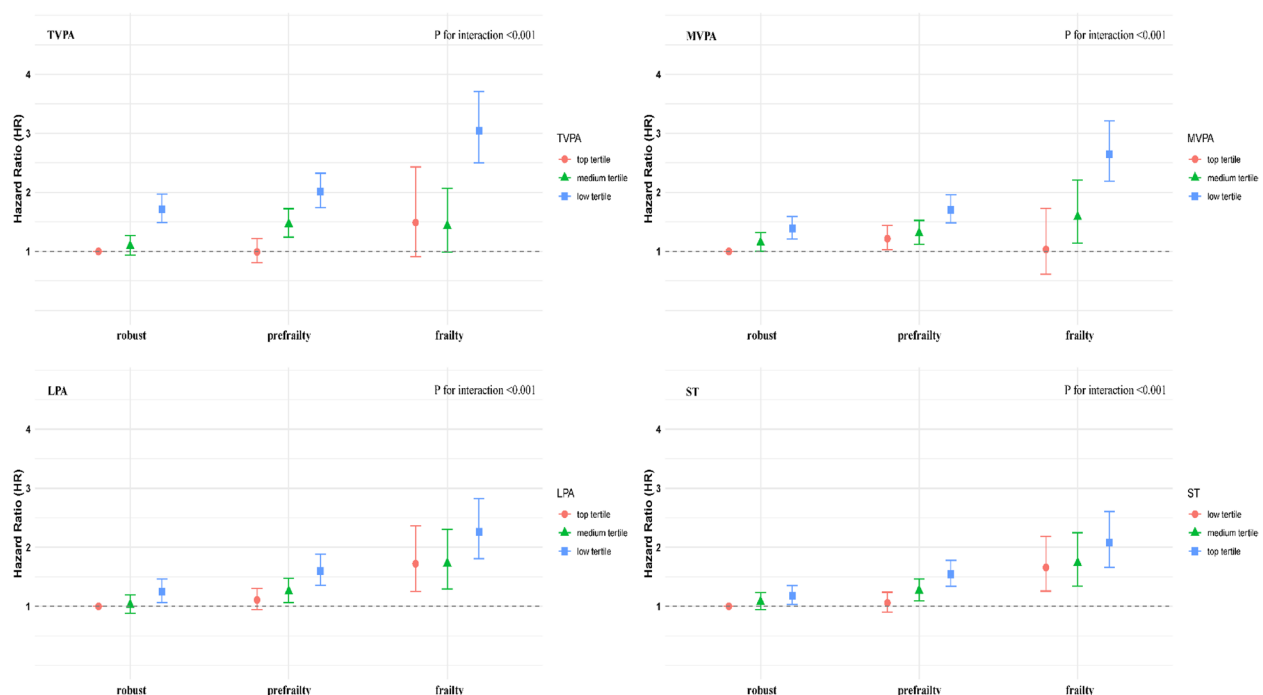 TVPA
P for interaction <0.001
4
3
2
1
Hazard Ratio (HR)
robust
prefrailty
frailty
TVPA
top tertile
medium tertile
low tertile
MVPA
P for interaction <0.001
4
3
2
1
Hazard Ratio (HR)
robust
prefrailty
frailty
MVPA
top tertile
medium tertile
low tertile
LPA
P for interaction <0.001
4
3
2
1
Hazard Ratio (HR)
robust
prefrailty
frailty
LPA
top tertile
medium tertile
low tertile
ST
P for interaction <0.001
4
3
2
1
Hazard Ratio (HR)
robust
prefrailty
frailty
ST
low tertile
medium tertile
top tertile